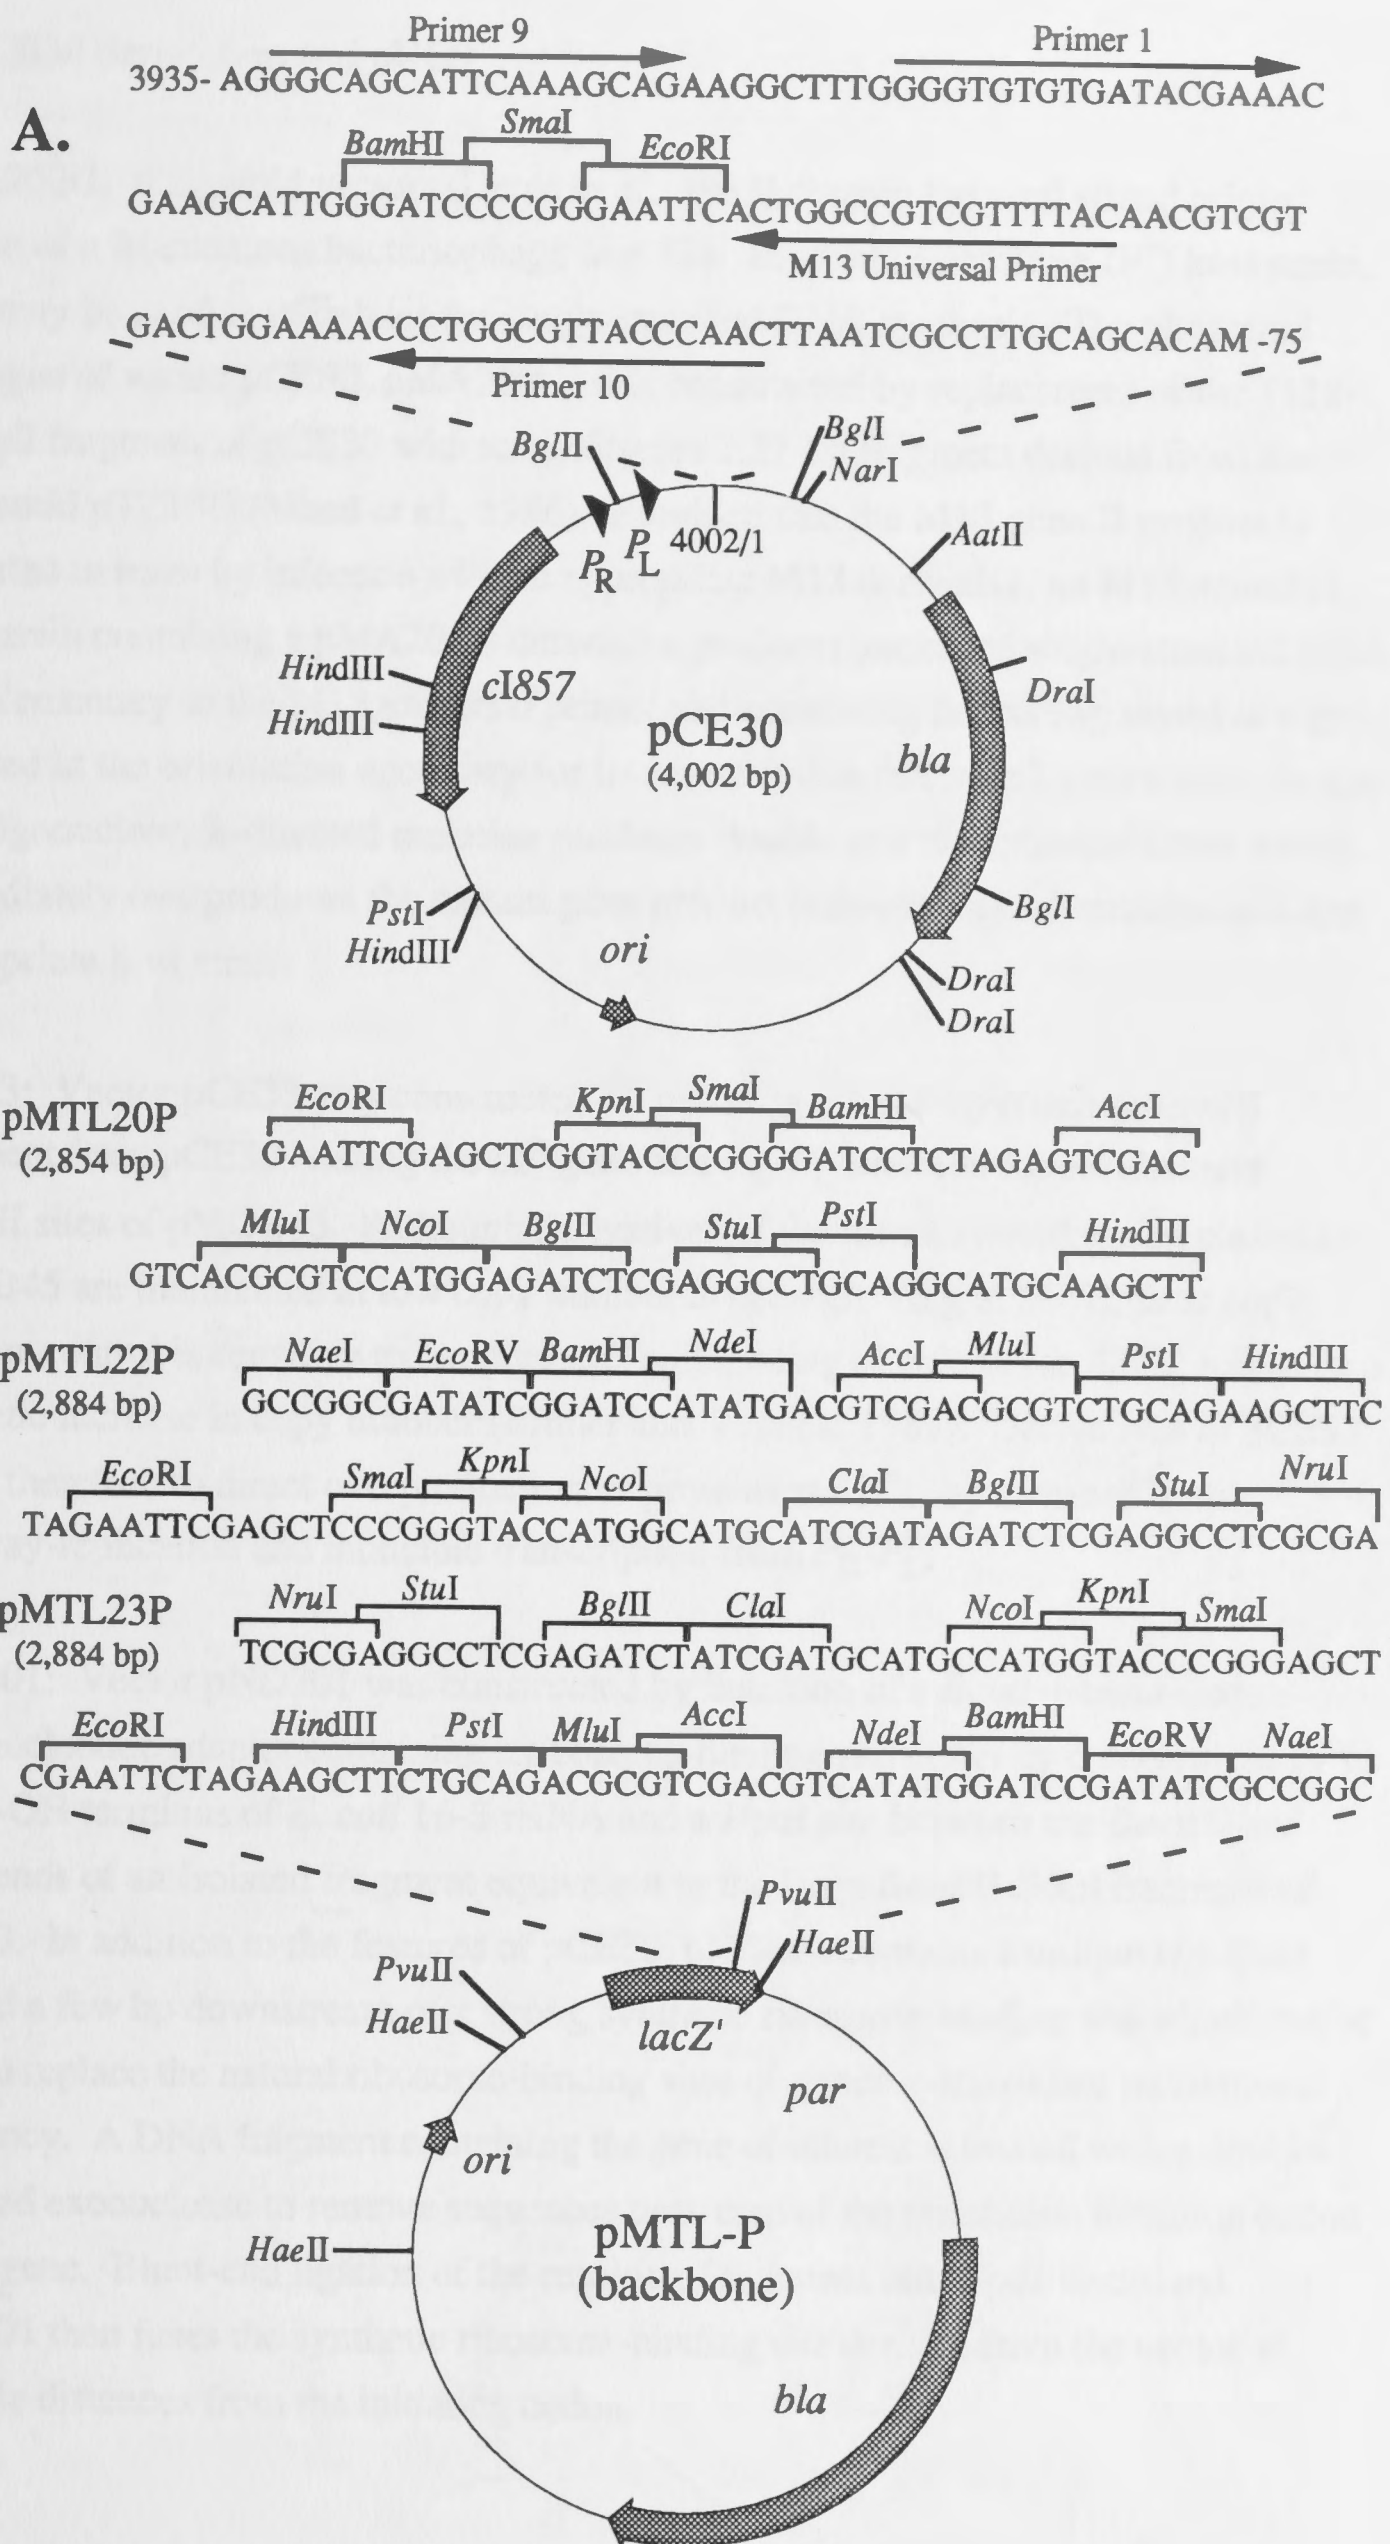 Primer 9 Primer 1
3935- AGGGCAGCATTCAAAGCAGAAGGCTTTGGGGTGTGTGATACGAAAC
A.
BamHI SmaI EcoRI
GAAGCATTGGGATCCCCGGGAATTCACTGGCCGTCGTTTTACAACGTCGT
M13 Universal Primer
GACTGGAAAACCCTGGCGTTACCCAACTTAATCGCCTTGCAGCACAM -75
Primer 10
BglII BglI
NarI
PR PL 4002/1 AatII
HindIII cI857 DraI
HindIII pCE30 bla
(4,002 bp)
PstI BglI
HindIII ori
DraI
DraI
pMTL20P EcoRI KpnI SmaI BamHI AccI
(2,854 bp) GAATTCGAGCTCGGTACCCGGGGATCCTCTAGAGTCGAC
MluI NcoI BglII StuI PstI HindIII
GTCACGCGTCCATGGAGATCTCGAGGCCTGCAGGCATGCAAGCTT
pMTL22P NaeI EcoRV BamHI NdeI AccI MluI PstI HindIII
(2,884 bp) GCCGGCGATATCGGATCCATATGACGTCGACGCGTCTGCAGAAGCTTC
EcoRI SmaI KpnI NcoI ClaI BglII StuI NruI
TAGAATTCGAGCTCCCGGGTACCATGGCATGCATCGATAGATCTCGAGGCCTCGCGA
pMTL23P NruI StuI BglII ClaI NcoI KpnI SmaI
(2,884 bp) TCGCGAGGCCTCGAGATCTATCGATGCATGCCATGGTACCCGGGAGCT
EcoRI HindIII PstI MluI AccI NdeI BamHI EcoRV NaeI
CGAATTCTAGAAGCTTCTGCAGACGCGTCGACGTCATATGGATCCGATATCGCCGGC
PvuII
HaeII
PvuII
HaeII lacZ'
par
ori
HaeII pMTL-P
(backbone)
bla